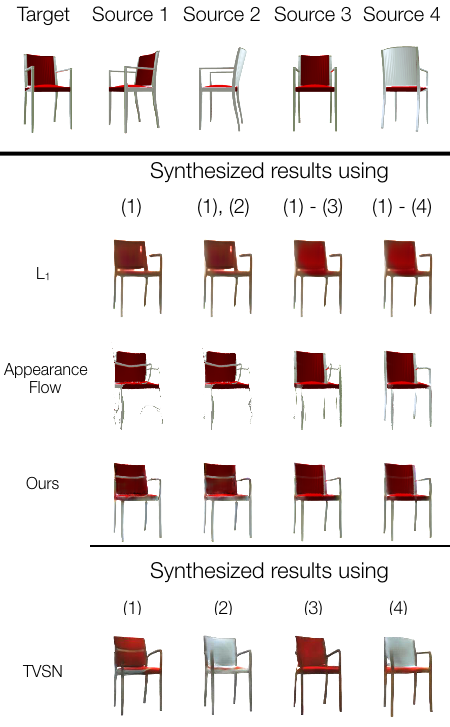 Target Source 1 Source 2 Source 3 Source 4
Synthesized results using
(1) (1), (2) (1) - (3) (1) - (4)
L₁
Appearance
Flow
Ours
Synthesized results using
(1) (2) (3) (4)
TVSN